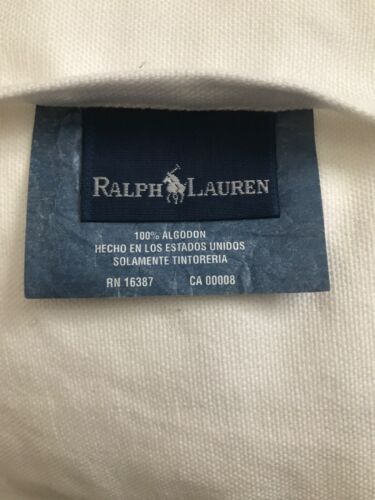 RALPH LAUREN
100% ALGODON
HECHO EN LOS ESTADOS UNIDOS
SOLAMENTE TINTORERIA
RN 16387 CA 00008